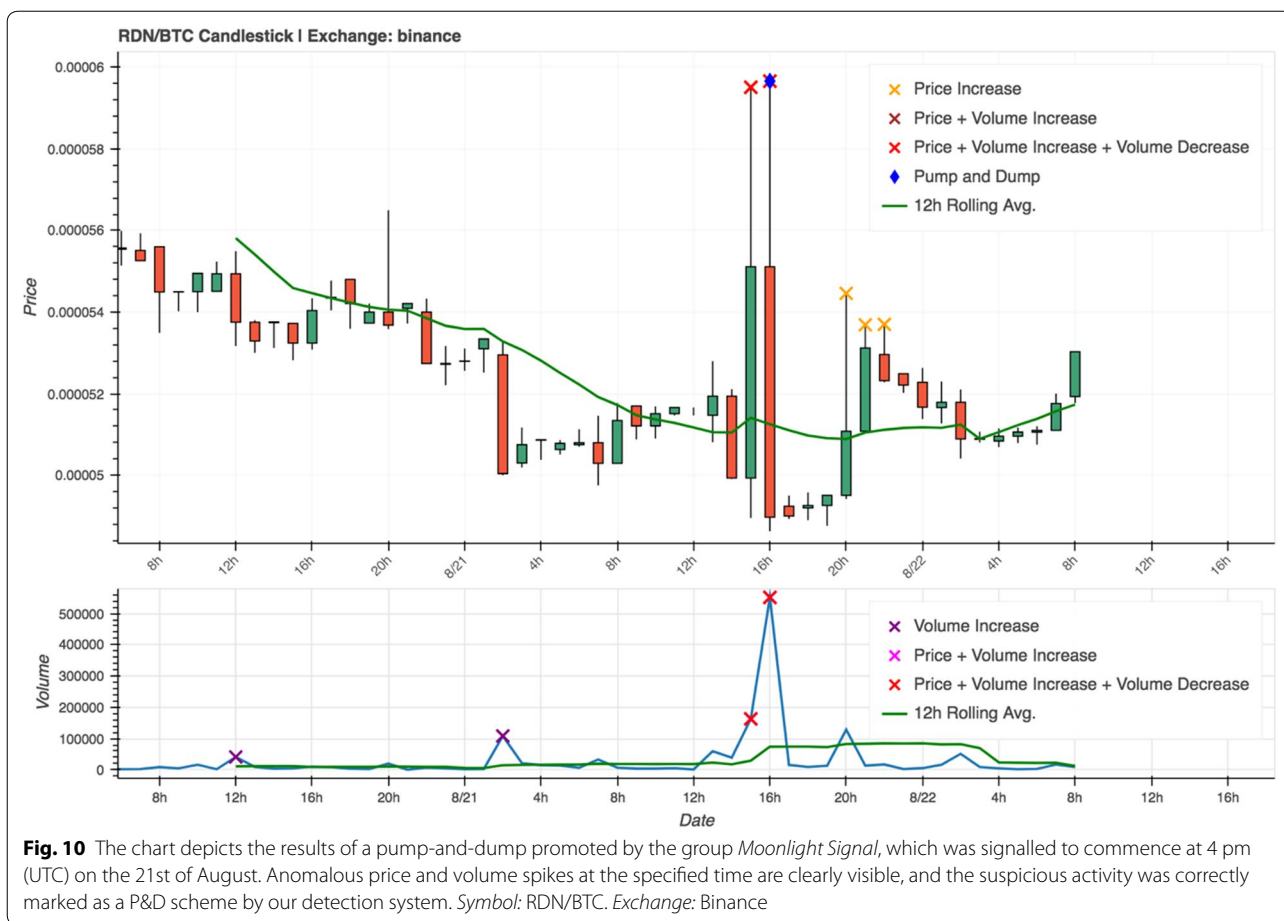 RDN/BTC Candlestick | Exchange: binance
0.00006
0.000058
0.000056
0.000054
0.000052
0.00005
Price
Price Increase
Price + Volume Increase
Price + Volume Increase + Volume Decrease
Pump and Dump
12h Rolling Avg.
8h 12h 16h 20h 8/21 4h 8h 12h 16h 20h 8/22 4h 8h 12h 16h
500000
400000
300000
200000
100000
0
Volume
Volume Increase
Price + Volume Increase
Price + Volume Increase + Volume Decrease
12h Rolling Avg.
8h 12h 16h 20h 8/21 4h 8h 12h 16h 20h 8/22 4h 8h 12h 16h
Date
Fig. 10 The chart depicts the results of a pump-and-dump promoted by the group Moonlight Signal, which was signalled to commence at 4 pm
(UTC) on the 21st of August. Anomalous price and volume spikes at the specified time are clearly visible, and the suspicious activity was correctly
marked as a P&D scheme by our detection system. Symbol: RDN/BTC. Exchange: Binance